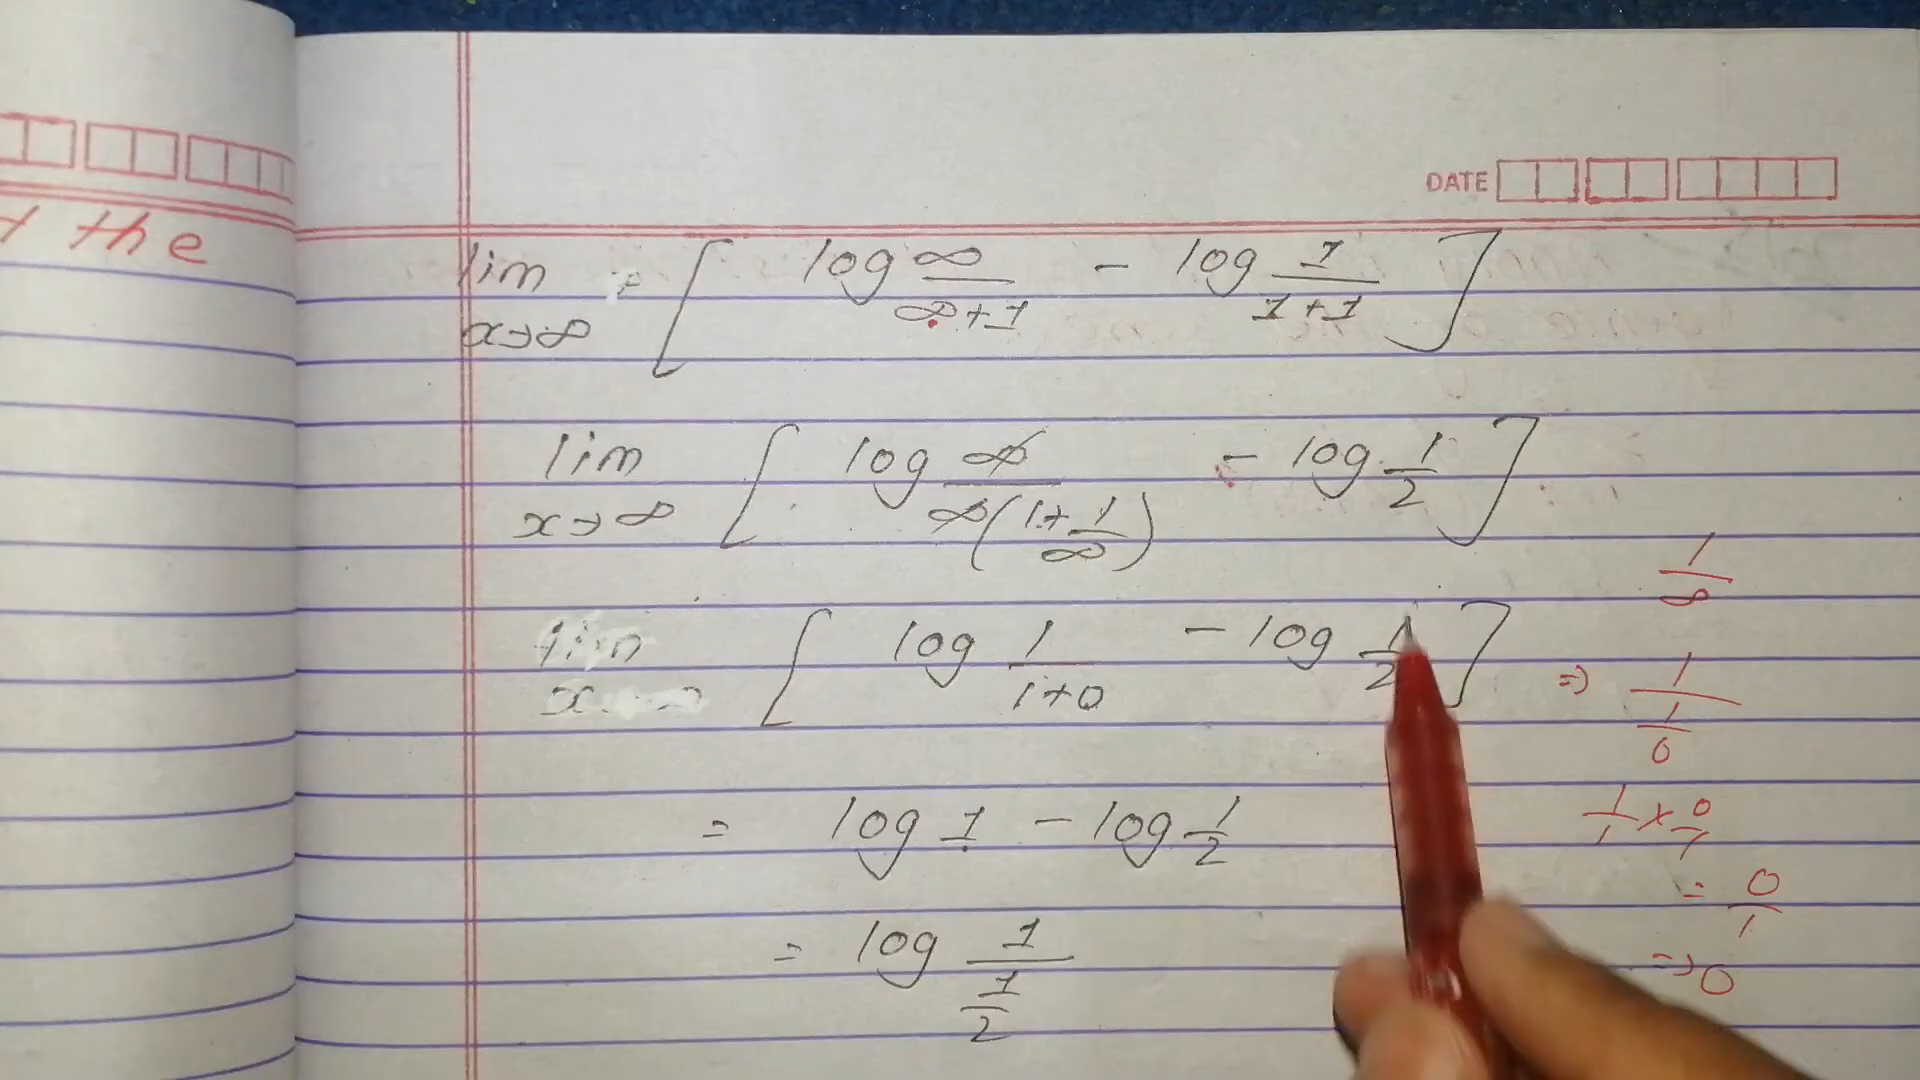 t the
DATE
lim = [ log ∞/(∞+1) - log 1/(1+1) ]
x→∞
lim [ log ∞/(∞(1+1/∞)) - log 1/2 ]
x→∞
1/∞
lim [ log 1/(1+0) - log 1/2 ]
x→∞
⇒ 1/(1/0)
= log 1 - log 1/2
1/1 × 0/1
= 0/1
= log 1/(1/2)
⇒ 0